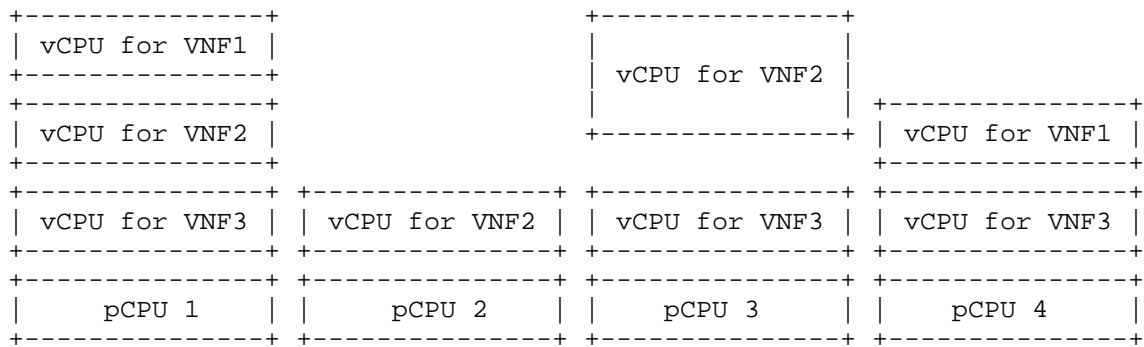 vCPU for VNF1
vCPU for VNF2
vCPU for VNF2 vCPU for VNF1
vCPU for VNF3 vCPU for VNF2 vCPU for VNF3 vCPU for VNF3
pCPU 1 pCPU 2 pCPU 3 pCPU 4